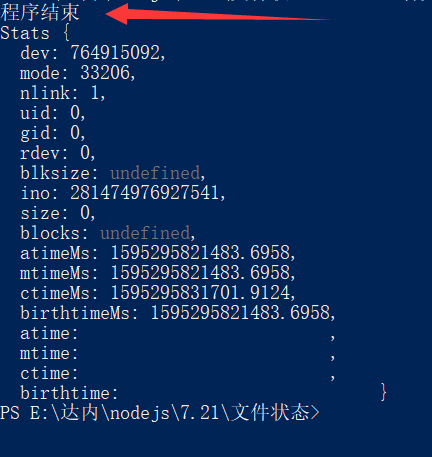 程序结束
Stats {
  dev: 764915092,
  mode: 33206,
  nlink: 1,
  uid: 0,
  gid: 0,
  rdev: 0,
  blksize: undefined,
  ino: 281474976927541,
  size: 0,
  blocks: undefined,
  atimeMs: 1595295821483.6958,
  mtimeMs: 1595295821483.6958,
  ctimeMs: 1595295831701.9124,
  birthtimeMs: 1595295821483.6958,
  atime: ,
  mtime: ,
  ctime: ,
  birthtime: }
PS E:\达内\nodejs\7.21\文件状态>